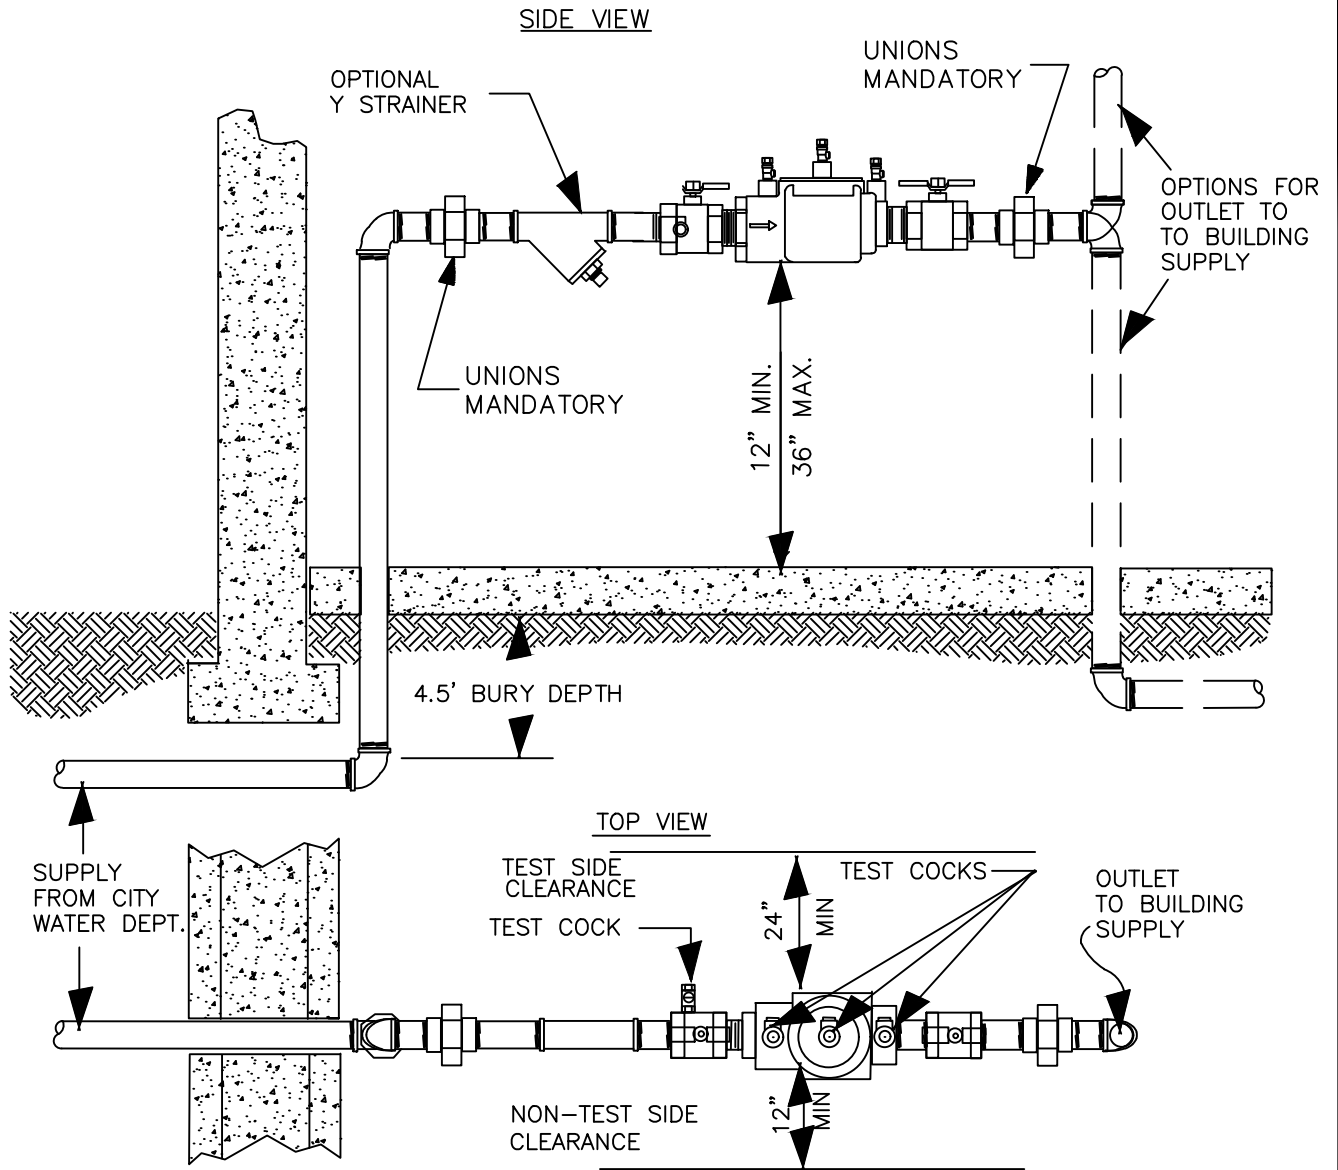 SIDE VIEW
OPTIONAL
Y STRAINER
UNIONS
MANDATORY
OPTIONS FOR
OUTLET TO
TO BUILDING
SUPPLY
UNIONS
MANDATORY
12" MIN.
36" MAX.
4.5' BURY DEPTH
TOP VIEW
SUPPLY
FROM CITY
WATER DEPT.
TEST SIDE
CLEARANCE
TEST COCK
24"
MIN
TEST COCKS
OUTLET
TO BUILDING
SUPPLY
NON-TEST SIDE
CLEARANCE
12"
MIN